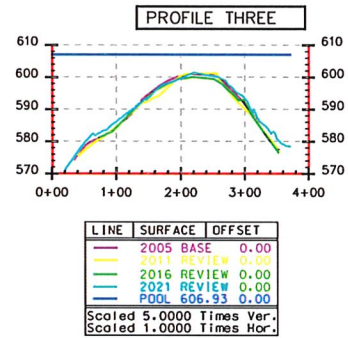 PROFILE THREE
610 610
600 600
590 590
580 580
570 570
0+00 1+00 2+00 3+00 4+00
LINE SURFACE OFFSET
2005 BASE 0.00
2011 REVIEW 0.00
2016 REVIEW 0.00
2021 REVIEW 0.00
POOL 606.93 0.00
Scaled 5.0000 Times Ver.
Scaled 1.0000 Times Hor.